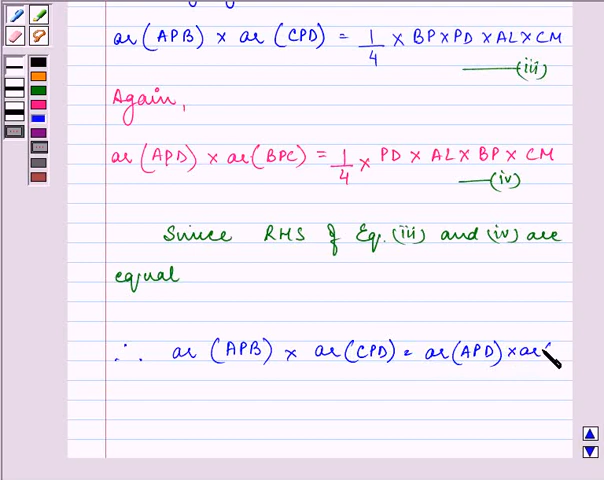 ar (APB) × ar (CPD) = 1/4 × BP × PD × AL × CM
(iii)
Again,
ar (APD) × ar (BPC) = 1/4 × PD × AL × BP × CM
(iv)
Since RHS of Eq. (iii) and (iv) are
equal
∴ ar (APB) × ar (CPD) = ar (APD) × ar